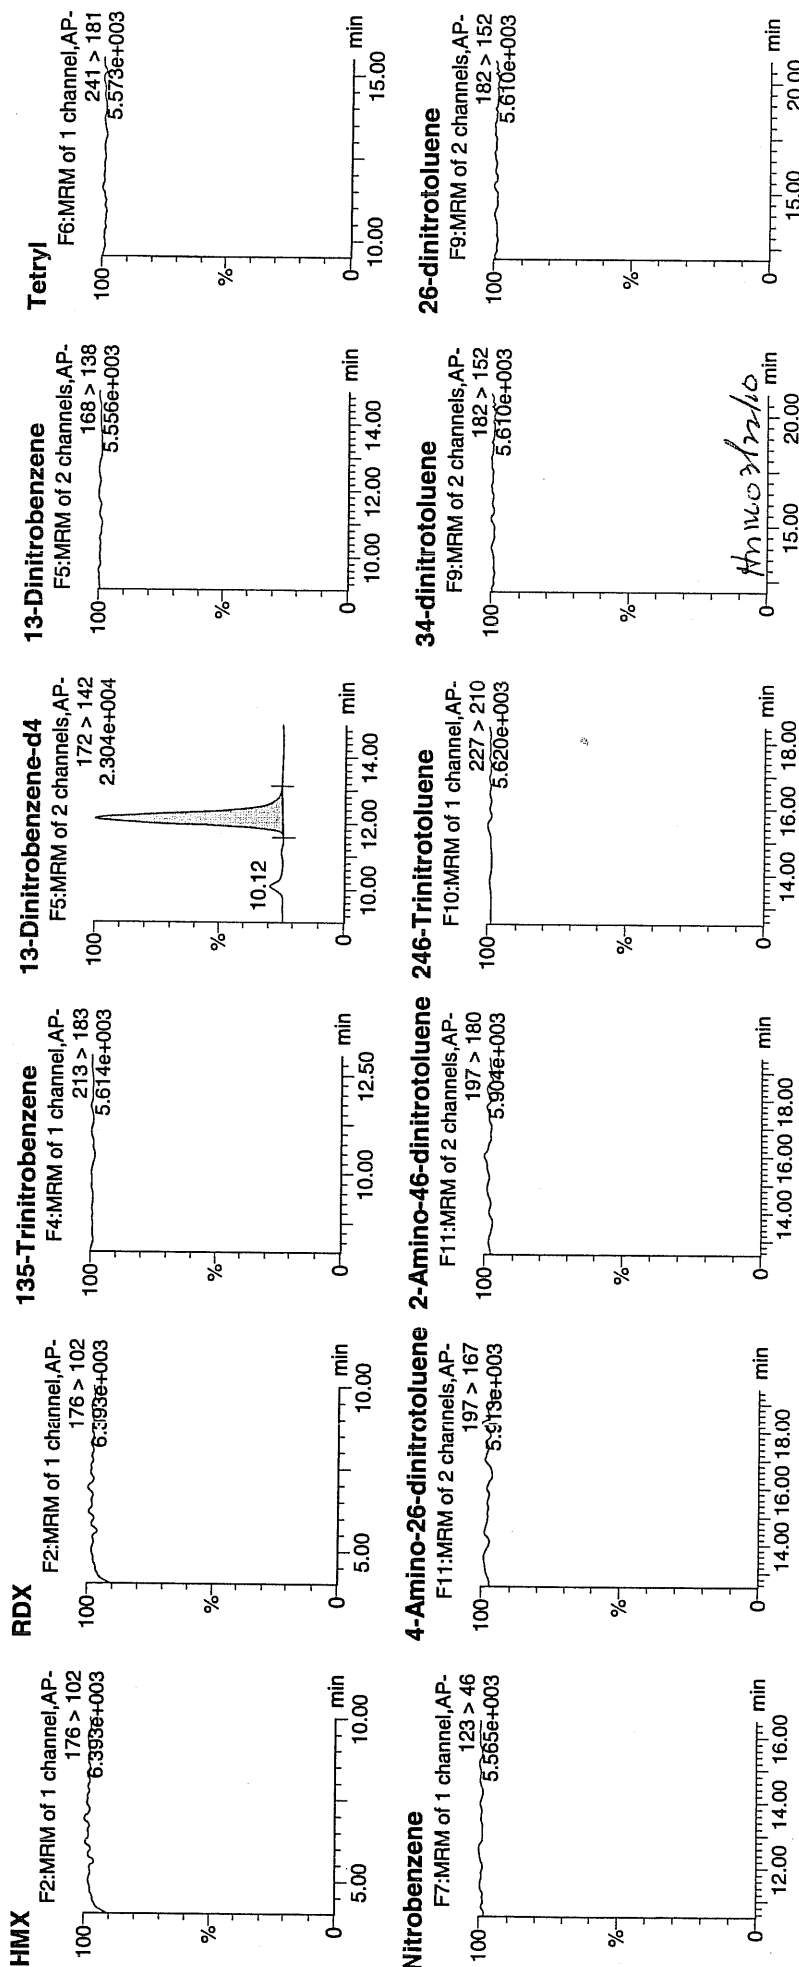 HMX
F2:MRM of 1 channel,AP-
176 > 102
6.393e+003
100
%
0
5.00
10.00
min
RDX
F2:MRM of 1 channel,AP-
176 > 102
6.393e+003
100
%
0
5.00
10.00
min
135-Trinitrobenzene
F4:MRM of 1 channel,AP-
213 > 183
5.614e+003
100
%
0
10.00
12.50
min
13-Dinitrobenzene-d4
F5:MRM of 2 channels,AP-
172 > 142
2.304e+004
100
10.12
%
0
10.00
12.00
14.00
min
13-Dinitrobenzene
F5:MRM of 2 channels,AP-
168 > 138
5.556e+003
100
%
0
10.00
12.00
14.00
min
Tetryl
F6:MRM of 1 channel,AP-
241 > 181
5.573e+003
100
%
0
10.00
15.00
min
Nitrobenzene
F7:MRM of 1 channel,AP-
123 > 46
5.565e+003
100
%
0
12.00
14.00
16.00
min
4-Amino-26-dinitrotoluene
F11:MRM of 2 channels,AP-
197 > 167
5.913e+003
100
%
0
14.00
16.00
18.00
min
2-Amino-46-dinitrotoluene
F11:MRM of 2 channels,AP-
197 > 180
5.904e+003
100
%
0
14.00
16.00
18.00
min
246-Trinitrotoluene
F10:MRM of 1 channel,AP-
227 > 210
5.620e+003
100
%
0
14.00
16.00
18.00
min
34-dinitrotoluene
F9:MRM of 2 channels,AP-
182 > 152
5.610e+003
100
%
0
15.00
20.00
min
26-dinitrotoluene
F9:MRM of 2 channels,AP-
182 > 152
5.610e+003
100
%
0
15.00
20.00
min